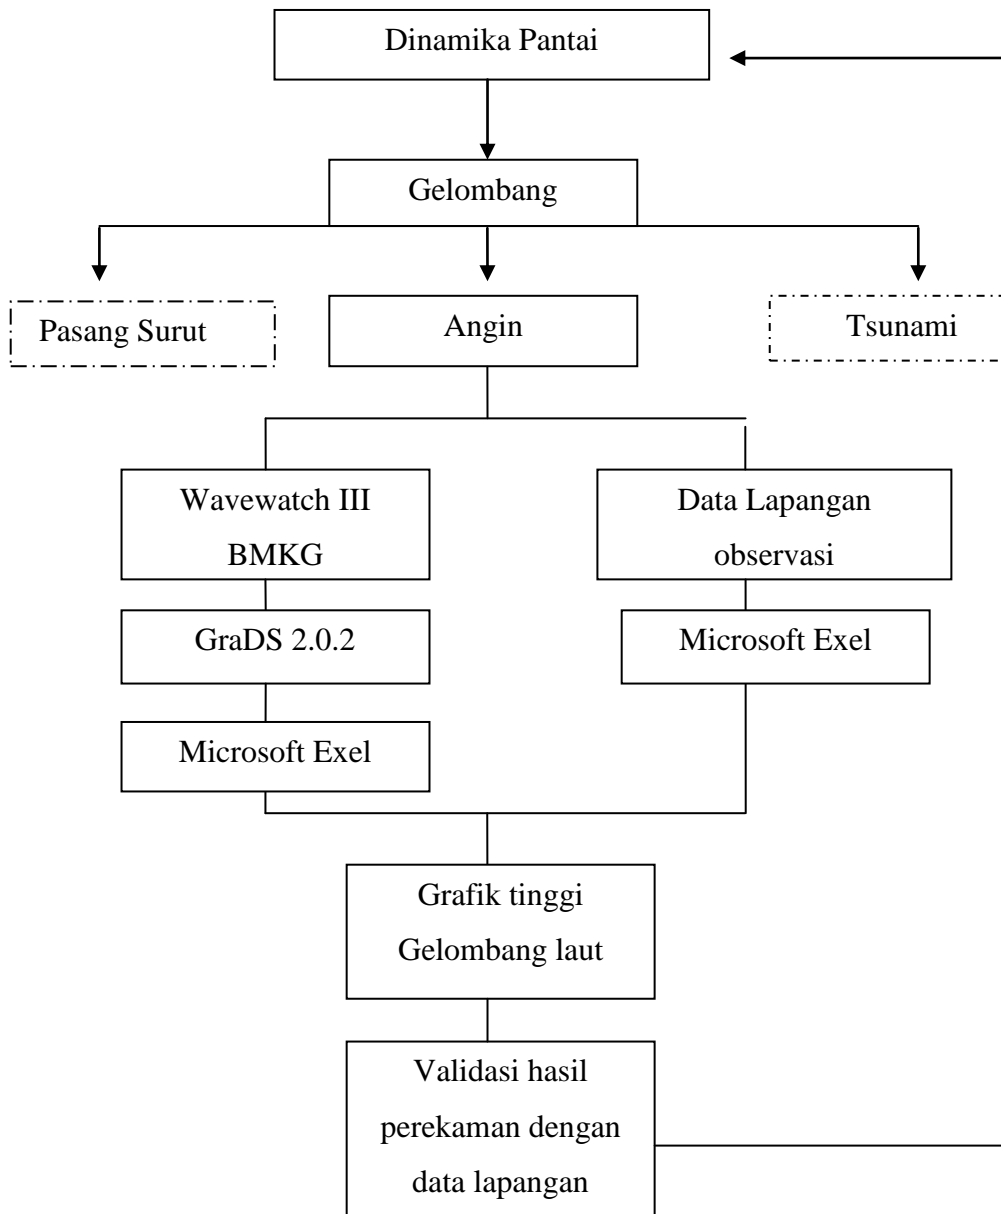 Dinamika Pantai
Gelombang
Pasang Surut
Angin
Tsunami
Wavewatch III
BMKG
Data Lapangan
observasi
GraDS 2.0.2
Microsoft Exel
Microsoft Exel
Grafik tinggi
Gelombang laut
Validasi hasil
perekaman dengan
data lapangan